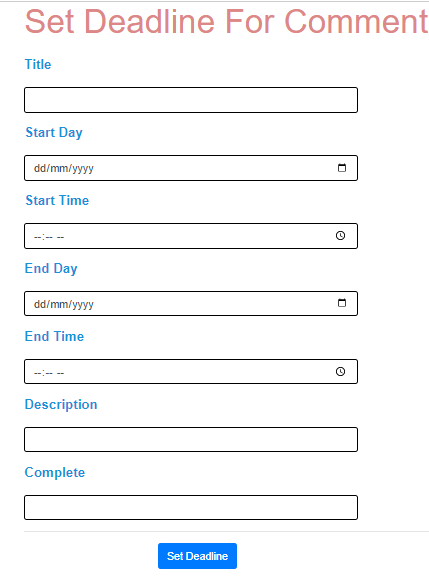 Set Deadline For Comment
Title
Start Day
dd/mm/yyyy
Start Time
--:-- --
End Day
dd/mm/yyyy
End Time
--:-- --
Description
Complete
Set Deadline